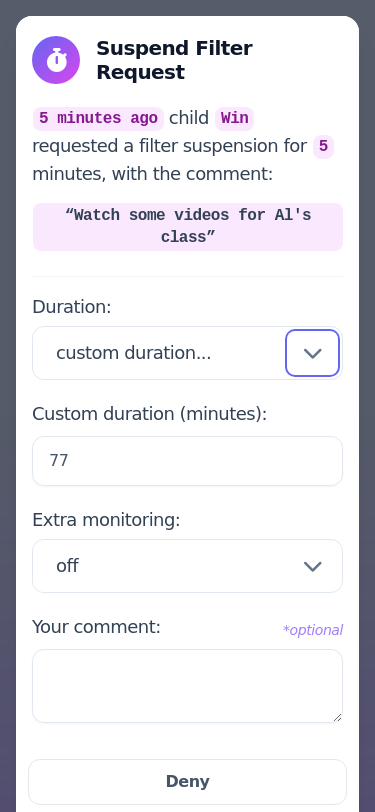 Suspend Filter
Request
5 minutes ago child Win
requested a filter suspension for 5
minutes, with the comment:
“Watch some videos for Al's
class”
Duration:
custom duration...
Custom duration (minutes):
77
Extra monitoring:
off
Your comment: *optional
Deny